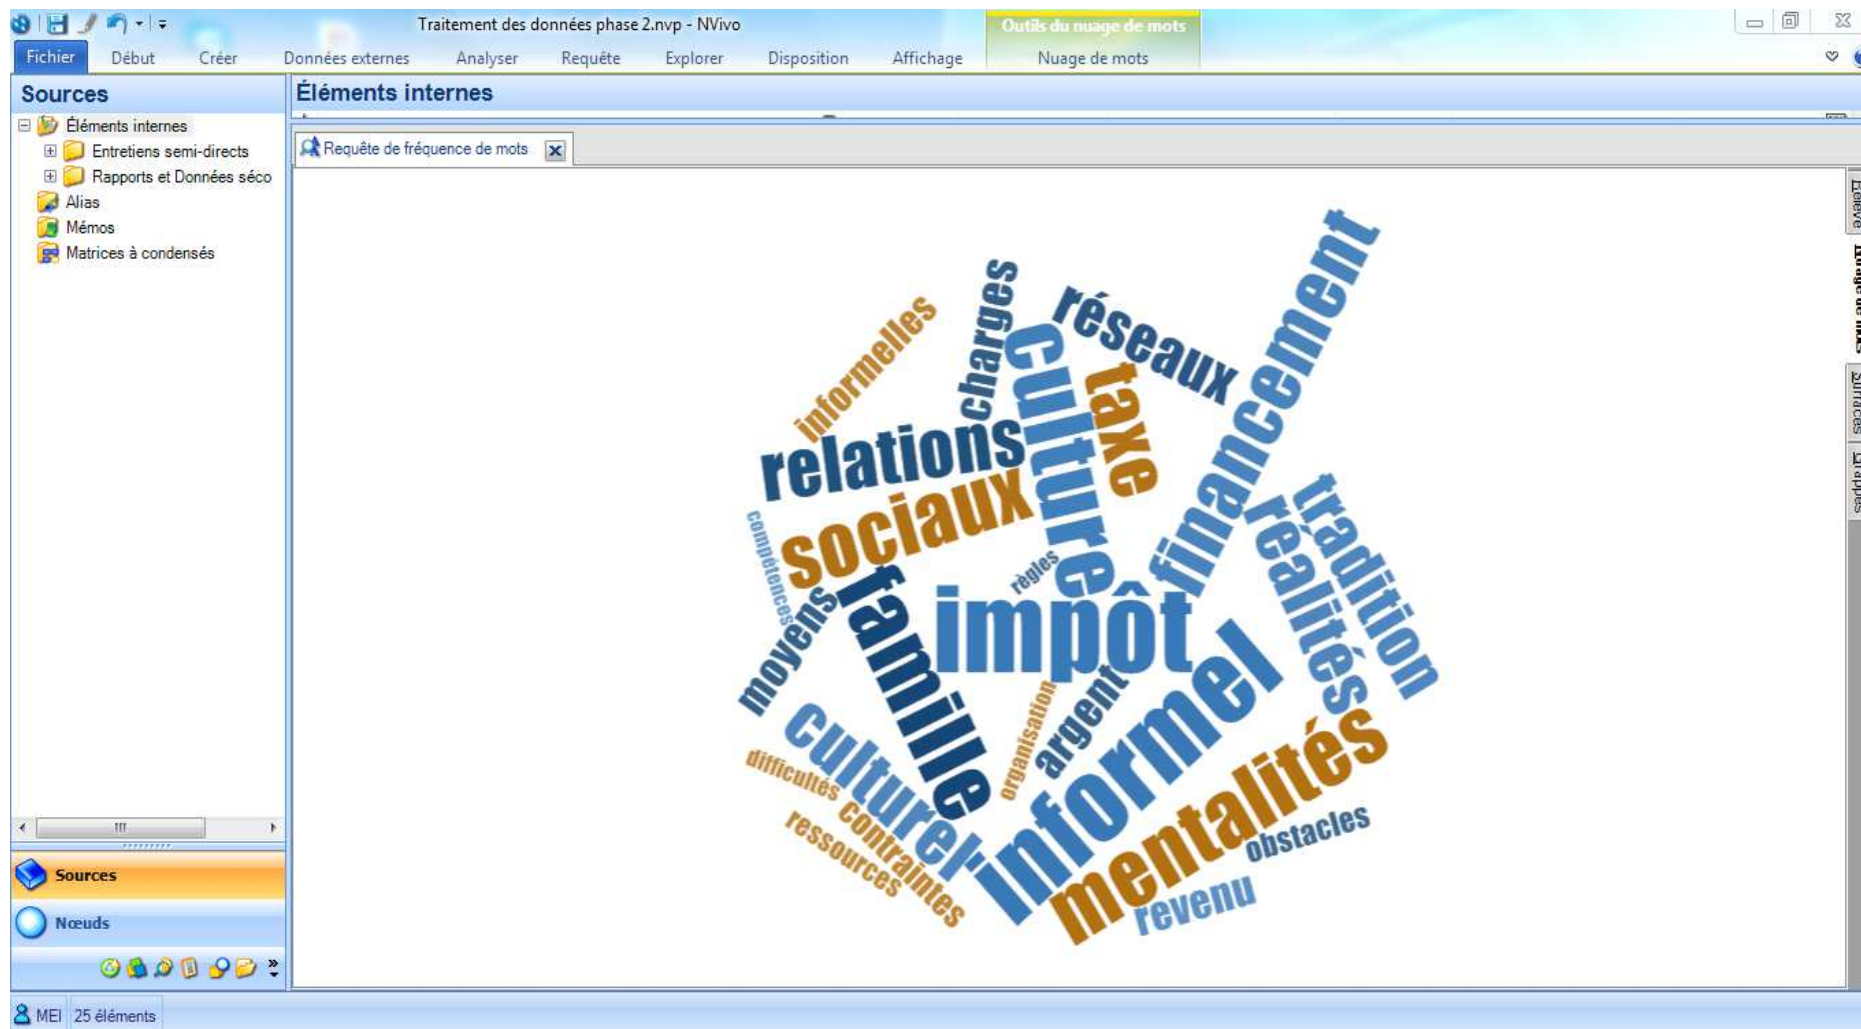 Traitement des données phase 2.nvp - NVivo
Outils du nuage de mots
Fichier Début Créer Données externes Analyser Requête Explorer Disposition Affichage Nuage de mots
Sources
Éléments internes
Éléments internes
Entretiens semi-directs
Rapports et Données séco
Alias
Mémos
Matrices à condensés
Requête de fréquence de mots
Nuage de mots
Surfaces
informelles
charges
réseaux
financement
culture
taxe
relations
sociaux
compétences
règles
tradition
réalités
impôt
famille
moyens
informel
argent
organisation
culturel
difficultés
contraintes
ressources
mentalités
obstacles
revenu
Sources
Nœuds
MEI 25 éléments